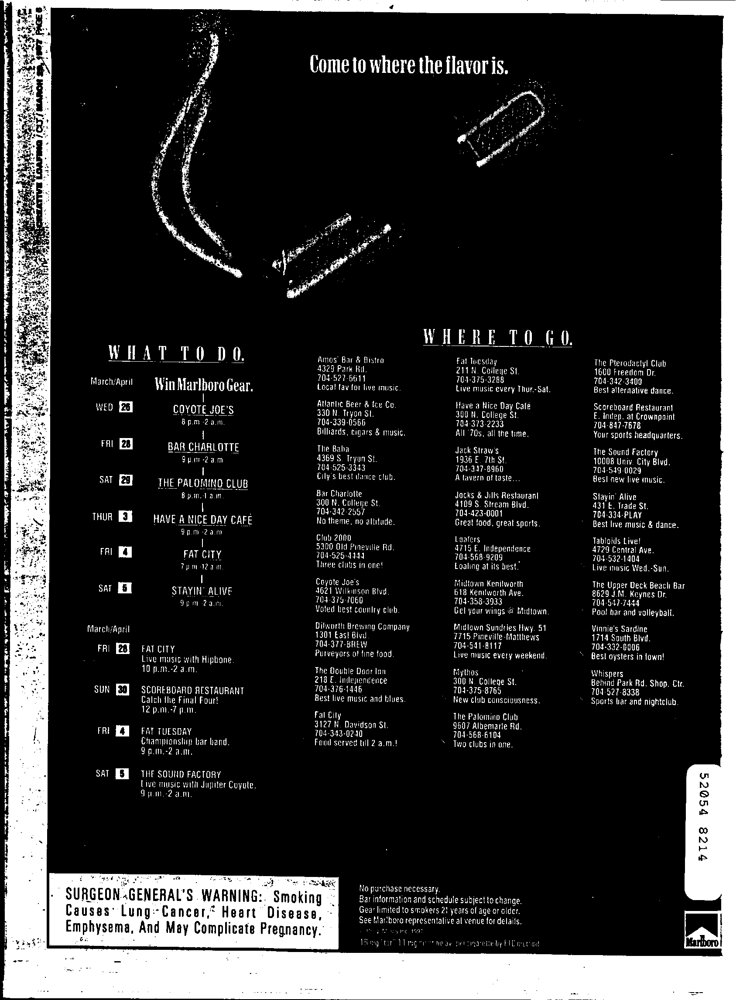 CREATIVE LOAFING / CLT / MARCH 29, 1997 PAGE 5
Come to where the flavor is.
WHAT TO DO.
March/April
Win Marlboro Gear.
WED 26
COYOTE JOE'S
8 p.m.-2 a.m.
FRI 28
BAR CHARLOTTE
9 p.m.-2 a.m.
SAT 29
THE PALOMINO CLUB
8 p.m.-1 a.m.
THUR 3
HAVE A NICE DAY CAFÉ
9 p.m.-2 a.m.
FRI 4
FAT CITY
7 p.m.-12 a.m.
SAT 5
STAYIN' ALIVE
9 p.m.-2 a.m.
March/April
FRI 28
FAT CITY
Live music with Hipbone.
10 p.m.-2 a.m.
SUN 30
SCOREBOARD RESTAURANT
Catch the Final Four!
12 p.m.-7 p.m.
FRI 4
FAT TUESDAY
Championship bar band.
9 p.m.-2 a.m.
SAT 5
THE SOUND FACTORY
Live music with Jupiter Coyote.
9 p.m.-2 a.m.
WHERE TO GO.
Amos' Bar & Bistro
4329 Park Rd.
704-527-6611
Local fav for live music.
Atlantic Beer & Ice Co.
330 N. Tryon St.
704-339-0566
Billiards, cigars & music.
The Baha
4369 S. Tryon St.
704-525-3343
City's best dance club.
Bar Charlotte
300 N. College St.
704-342-2557
No theme, no attitude.
Club 2000
5300 Old Pineville Rd.
704-525-4444
Three clubs in one!
Coyote Joe's
4621 Wilkinson Blvd.
704-375-7060
Voted best country club.
Dilworth Brewing Company
1301 East Blvd.
704-377-BREW
Purveyors of fine food.
The Double Door Inn
218 E. Independence
704-376-1446
Best live music and blues.
Fat City
3127 N. Davidson St.
704-343-0240
Food served till 2 a.m.!
Fat Tuesday
211 N. College St.
704-375-3288
Live music every Thur.-Sat.
Have a Nice Day Cafe
300 N. College St.
704-373-2233
All '70s, all the time.
Jack Straw's
1936 E. 7th St.
704-347-8960
A tavern of taste...
Jocks & Jills Restaurant
4109 S. Stream Blvd.
704-423-0001
Great food, great sports.
Loafers
4715 E. Independence
704-568-9209
Loafing at its best.
Midtown Kenilworth
618 Kenilworth Ave.
704-358-3933
Get your wings @ Midtown.
Midtown Sundries Hwy. 51
7715 Pineville-Matthews
704-541-8117
Live music every weekend.
Mythos
300 N. College St.
704-375-8765
New club consciousness.
The Palomino Club
9607 Albemarle Rd.
704-568-6104
Two clubs in one.
The Pterodactyl Club
1600 Freedom Dr.
704-342-3400
Best alternative dance.
Scoreboard Restaurant
E. Indep. at Crownpoint
704-847-7678
Your sports headquarters.
The Sound Factory
10008 Univ. City Blvd.
704-549-0029
Best new live music.
Stayin' Alive
431 E. Trade St.
704-334-PLAY
Best live music & dance.
Tabloids Live!
4729 Central Ave.
704-532-1404
Live music Wed.-Sun.
The Upper Deck Beach Bar
8629 J.M. Keynes Dr.
704-547-7444
Pool bar and volleyball.
Vinnie's Sardine
1714 South Blvd.
704-332-0006
Best oysters in town!
Whispers
Behind Park Rd. Shop. Ctr.
704-527-8338
Sports bar and nightclub.
52054 8214
SURGEON GENERAL'S WARNING: Smoking
Causes Lung Cancer, Heart Disease,
Emphysema, And May Complicate Pregnancy.
No purchase necessary.
Bar information and schedule subject to change.
Gear limited to smokers 21 years of age or older.
See Marlboro representative at venue for details.
Marlboro